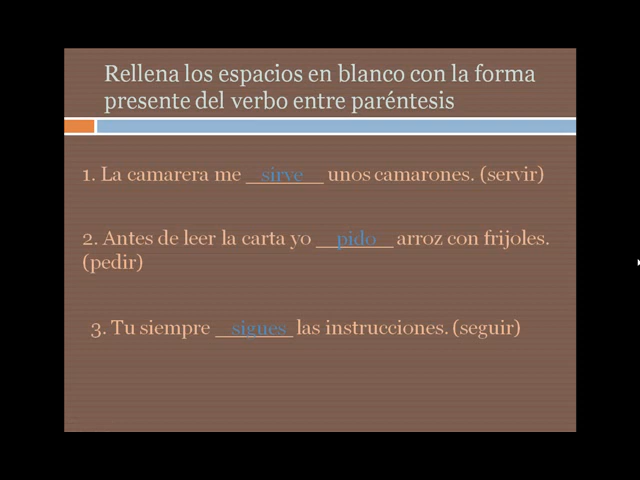 Rellena los espacios en blanco con la forma
presente del verbo entre paréntesis
1. La camarera me sirve unos camarones. (servir)
2. Antes de leer la carta yo pido arroz con frijoles.
(pedir)
3. Tu siempre sigues las instrucciones. (seguir)